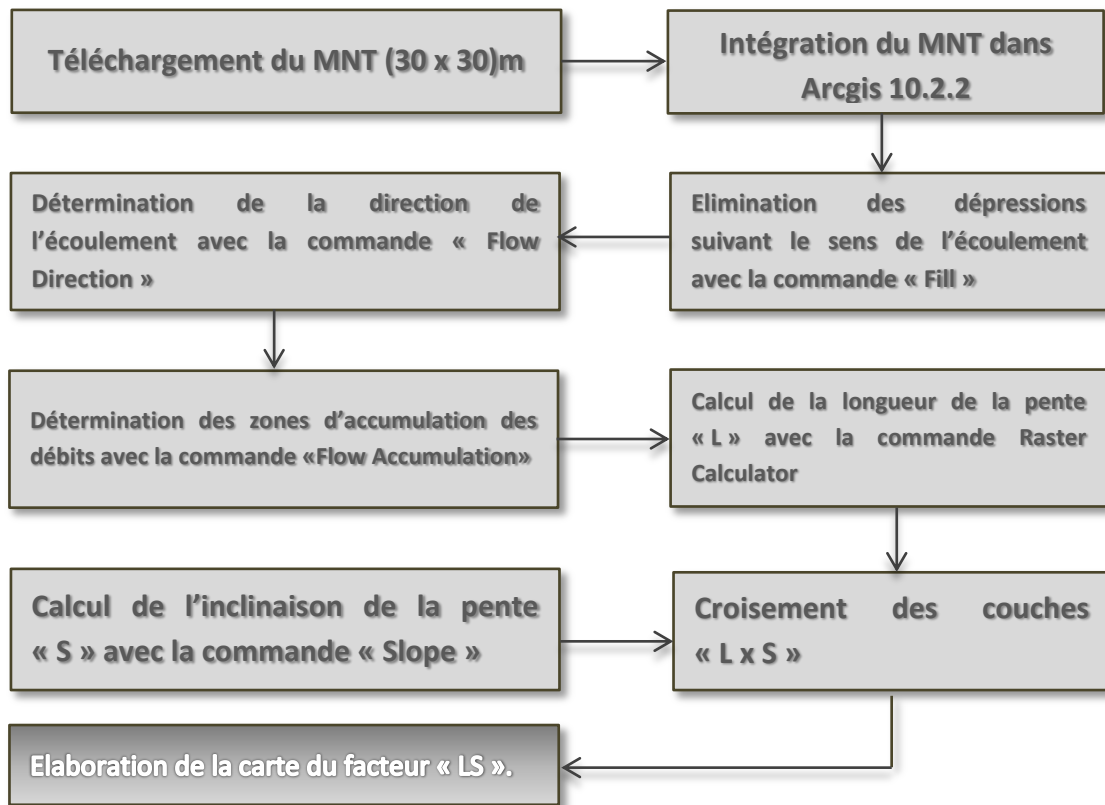 Téléchargement du MNT (30 x 30)m
Intégration du MNT dans
Arcgis 10.2.2
Elimination des dépressions
suivant le sens de l'écoulement
avec la commande « Fill »
Détermination de la direction de
l'écoulement avec la commande « Flow
Direction »
Détermination des zones d'accumulation des
débits avec la commande «Flow Accumulation»
Calcul de la longueur de la pente
« L » avec la commande Raster
Calculator
Calcul de l'inclinaison de la pente
« S » avec la commande « Slope »
Croisement des couches
« L x S »
Elaboration de la carte du facteur « LS ».